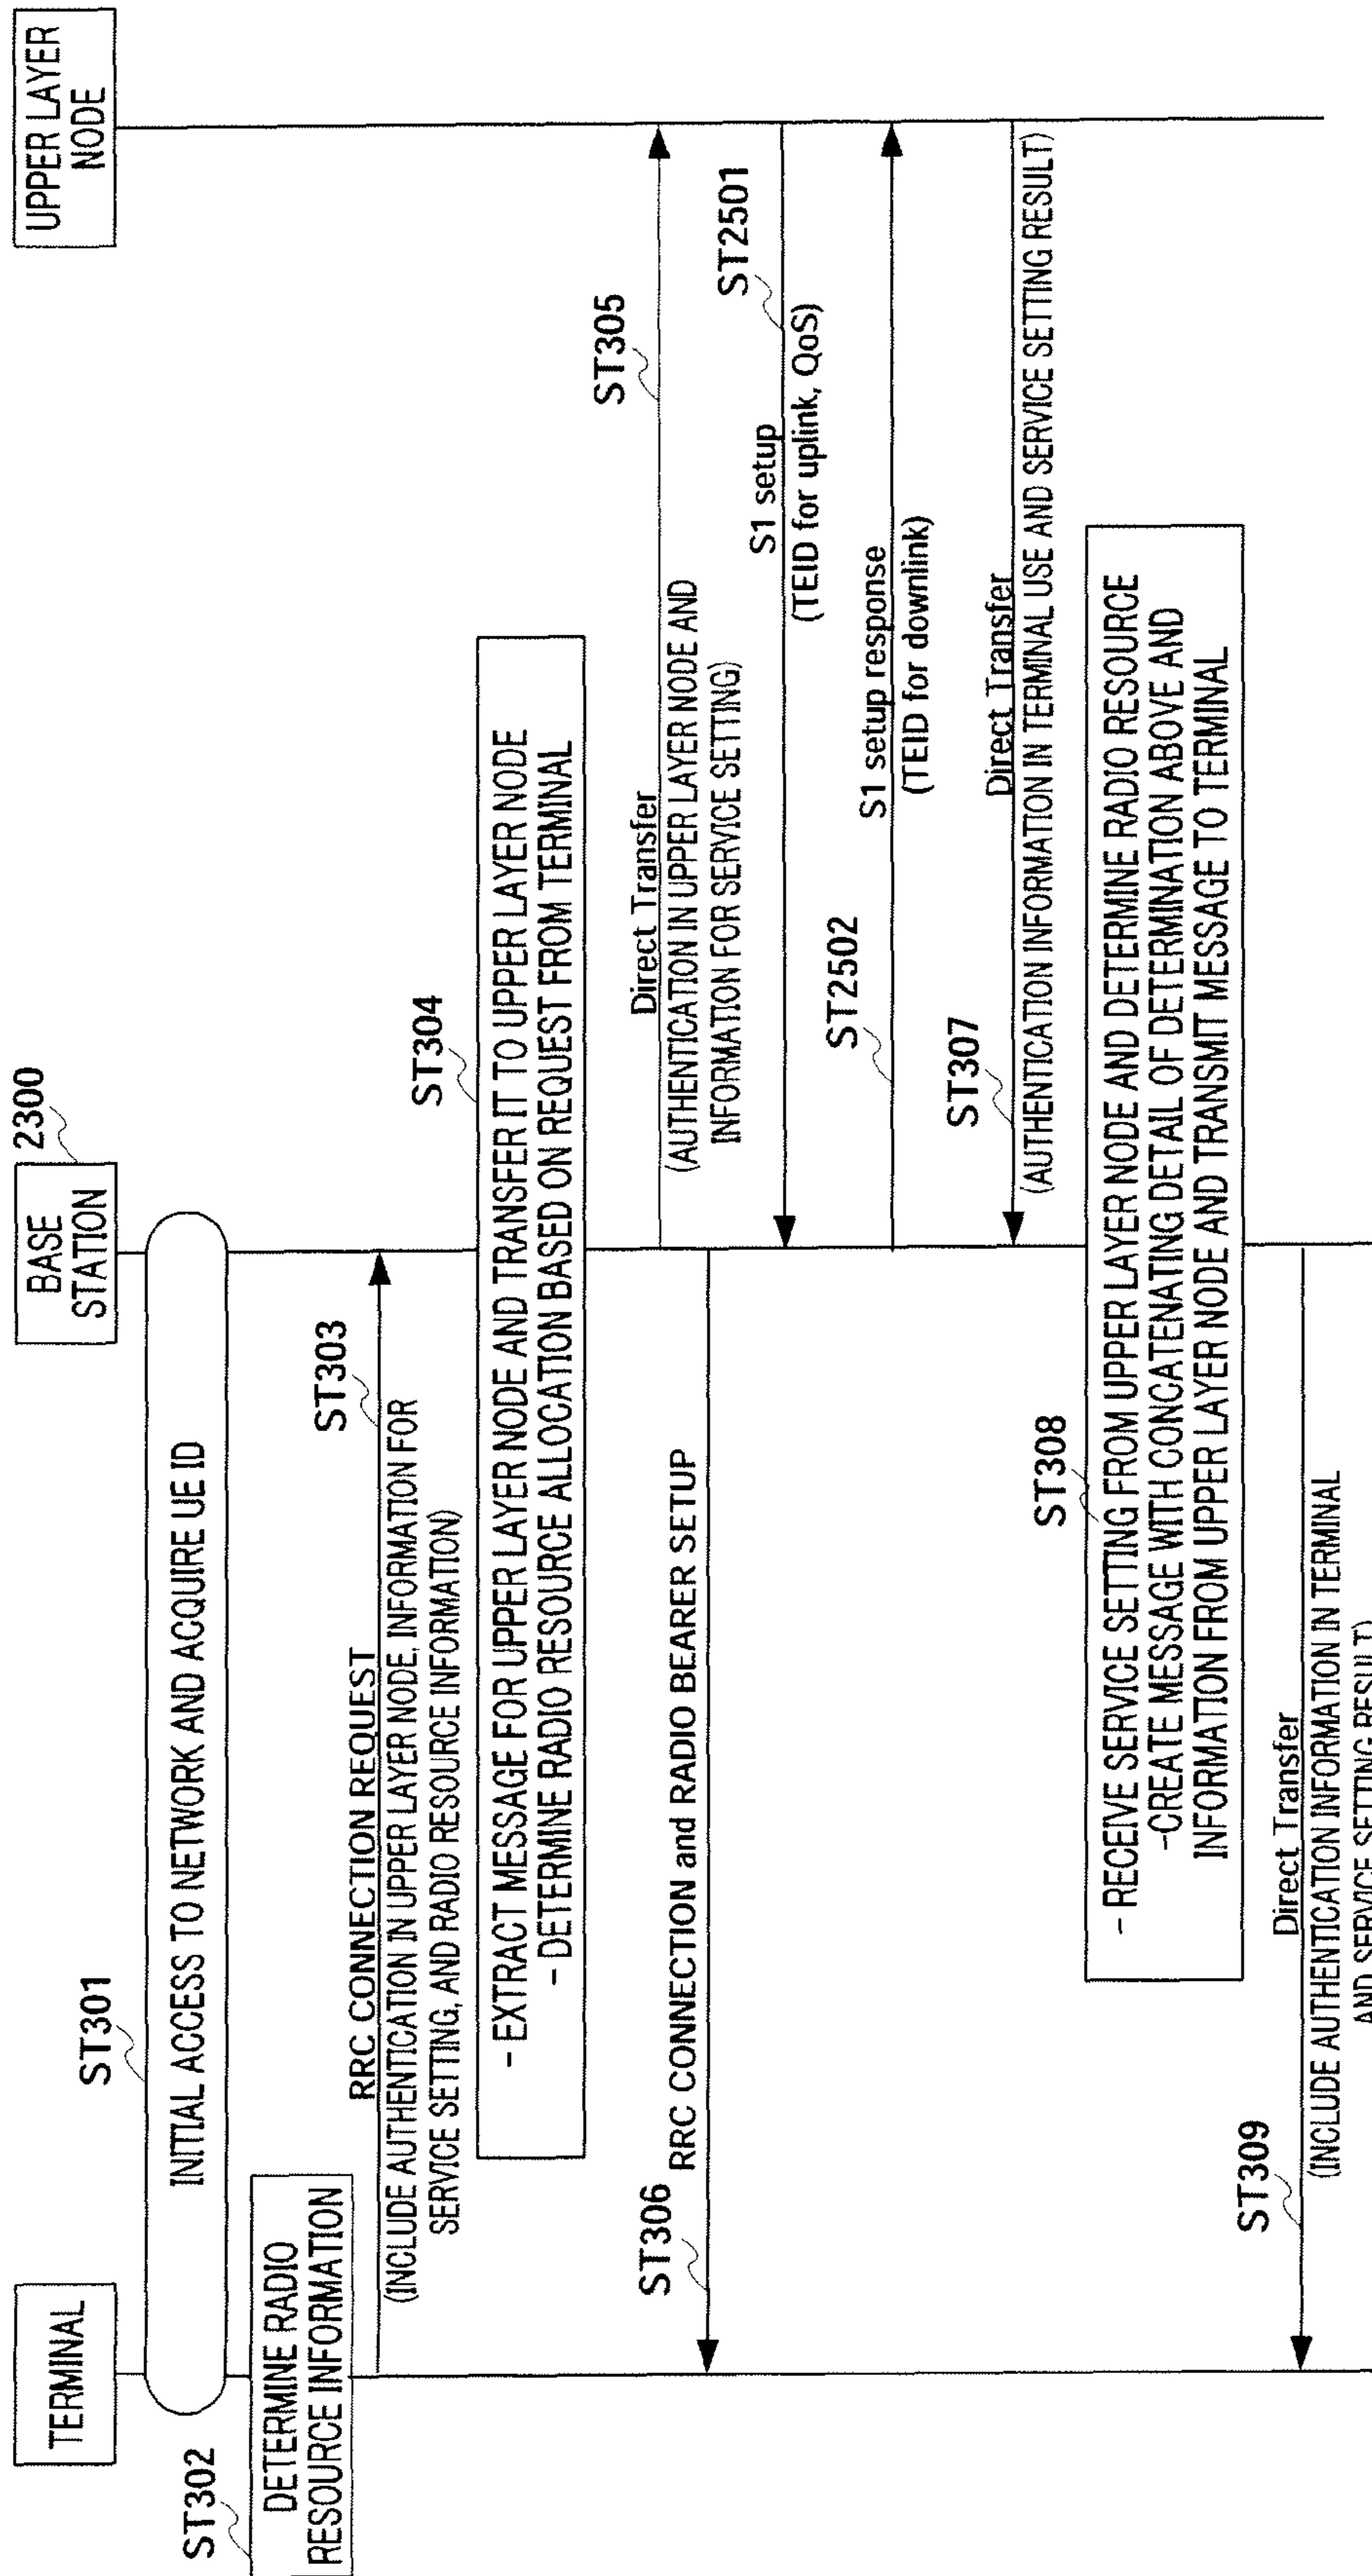 TERMINAL
BASE
STATION
2300
UPPER LAYER
NODE
ST301
INITIAL ACCESS TO NETWORK AND ACQUIRE UE ID
ST302
DETERMINE RADIO
RESOURCE INFORMATION
RRC CONNECTION REQUEST
ST303
(INCLUDE AUTHENTICATION IN UPPER LAYER NODE, INFORMATION FOR
SERVICE SETTING, AND RADIO RESOURCE INFORMATION)
ST304
- EXTRACT MESSAGE FOR UPPER LAYER NODE AND TRANSFER IT TO UPPER LAYER NODE
- DETERMINE RADIO RESOURCE ALLOCATION BASED ON REQUEST FROM TERMINAL
Direct Transfer
ST305
(AUTHENTICATION IN UPPER LAYER NODE AND
INFORMATION FOR SERVICE SETTING)
ST306
RRC CONNECTION and RADIO BEARER SETUP
S1 setup
ST2501
(TEID for uplink, QoS)
ST2502
S1 setup response
(TEID for downlink)
ST307
Direct Transfer
(AUTHENTICATION INFORMATION IN TERMINAL USE AND SERVICE SETTING RESULT)
ST308
- RECEIVE SERVICE SETTING FROM UPPER LAYER NODE AND DETERMINE RADIO RESOURCE
-CREATE MESSAGE WITH CONCATENATING DETAIL OF DETERMINATION ABOVE AND
INFORMATION FROM UPPER LAYER NODE AND TRANSMIT MESSAGE TO TERMINAL
ST309
Direct Transfer
(INCLUDE AUTHENTICATION INFORMATION IN TERMINAL
AND SERVICE SETTING RESULT)